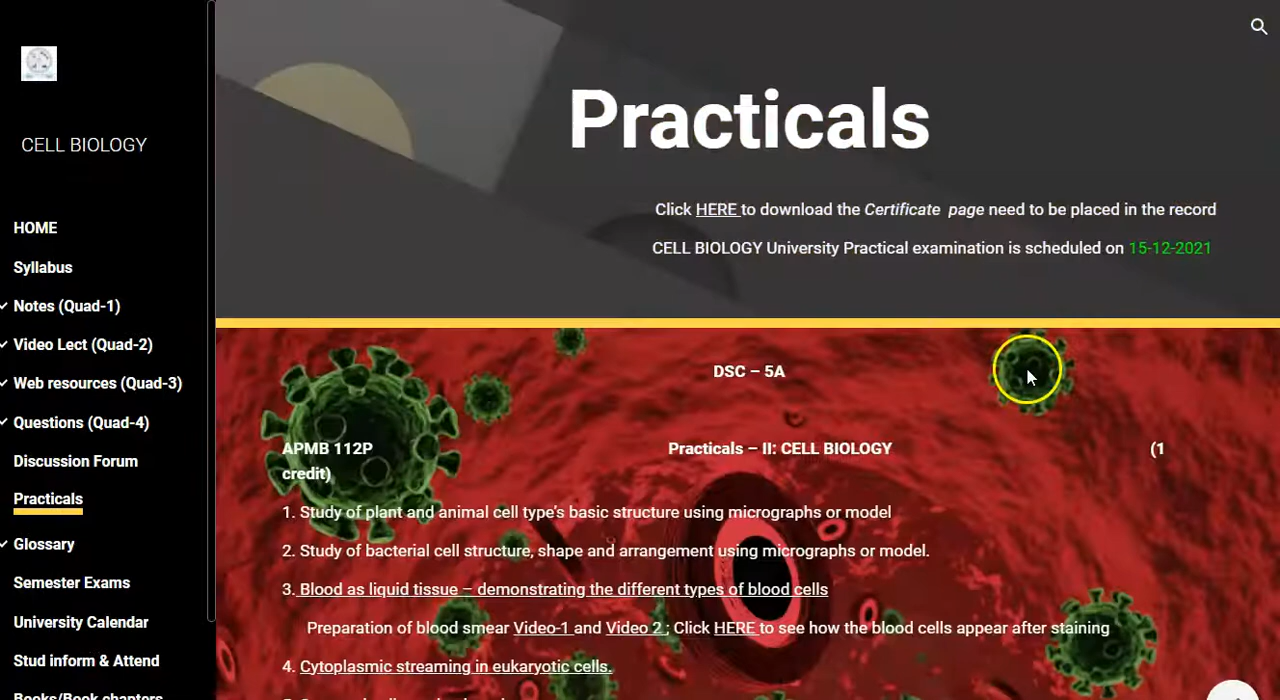 CELL BIOLOGY
HOME
Syllabus
Notes (Quad-1)
Video Lect (Quad-2)
Web resources (Quad-3)
Questions (Quad-4)
Discussion Forum
Practicals
Glossary
Semester Exams
University Calendar
Stud inform & Attend
Books/Book chapters
Practicals
Click HERE to download the Certificate page need to be placed in the record
CELL BIOLOGY University Practical examination is scheduled on 15-12-2021
DSC – 5A
APMB 112P Practicals – II: CELL BIOLOGY (1
credit)
1. Study of plant and animal cell type's basic structure using micrographs or model
2. Study of bacterial cell structure, shape and arrangement using micrographs or model.
3. Blood as liquid tissue – demonstrating the different types of blood cells
Preparation of blood smear Video-1 and Video 2 ; Click HERE to see how the blood cells appear after staining
4. Cytoplasmic streaming in eukaryotic cells.